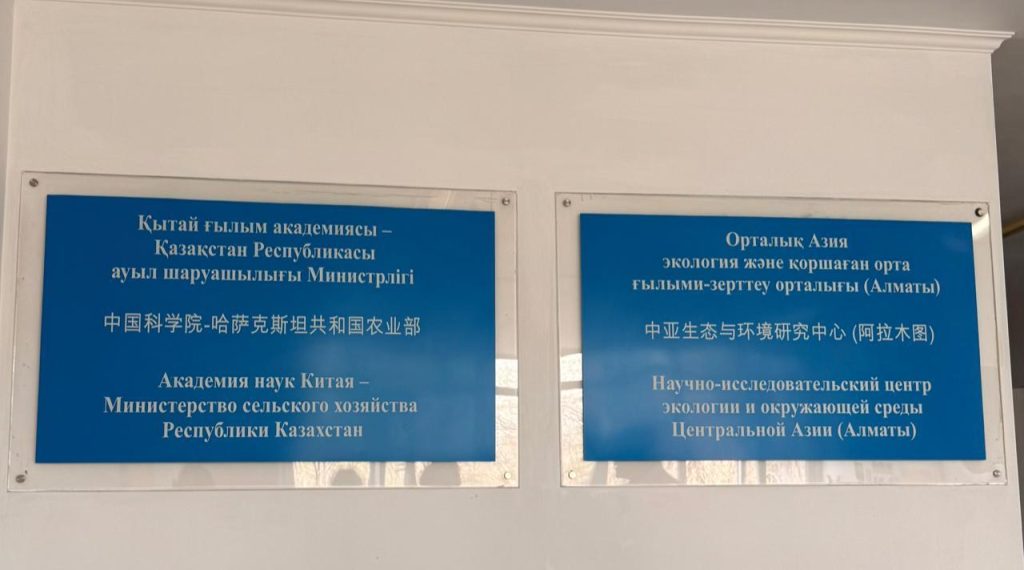 Қытай ғылым академиясы –
Қазақстан Республикасы
ауыл шаруашылығы Министрлігі
中国科学院-哈萨克斯坦共和国农业部
Академия наук Китая –
Министерство сельского хозяйства
Республики Казахстан
Орталық Азия
экология және қоршаған орта
ғылыми-зерттеу орталығы (Алматы)
中亚生态与环境研究中心 (阿拉木图)
Научно-исследовательский центр
экологии и окружающей среды
Центральной Азии (Алматы)